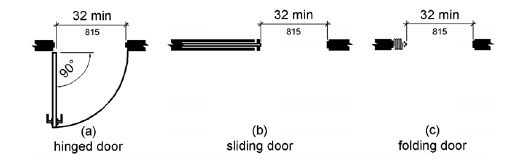 32 min
815
32 min
815
32 min
815
90°
(a)
hinged door
(b)
sliding door
(c)
folding door